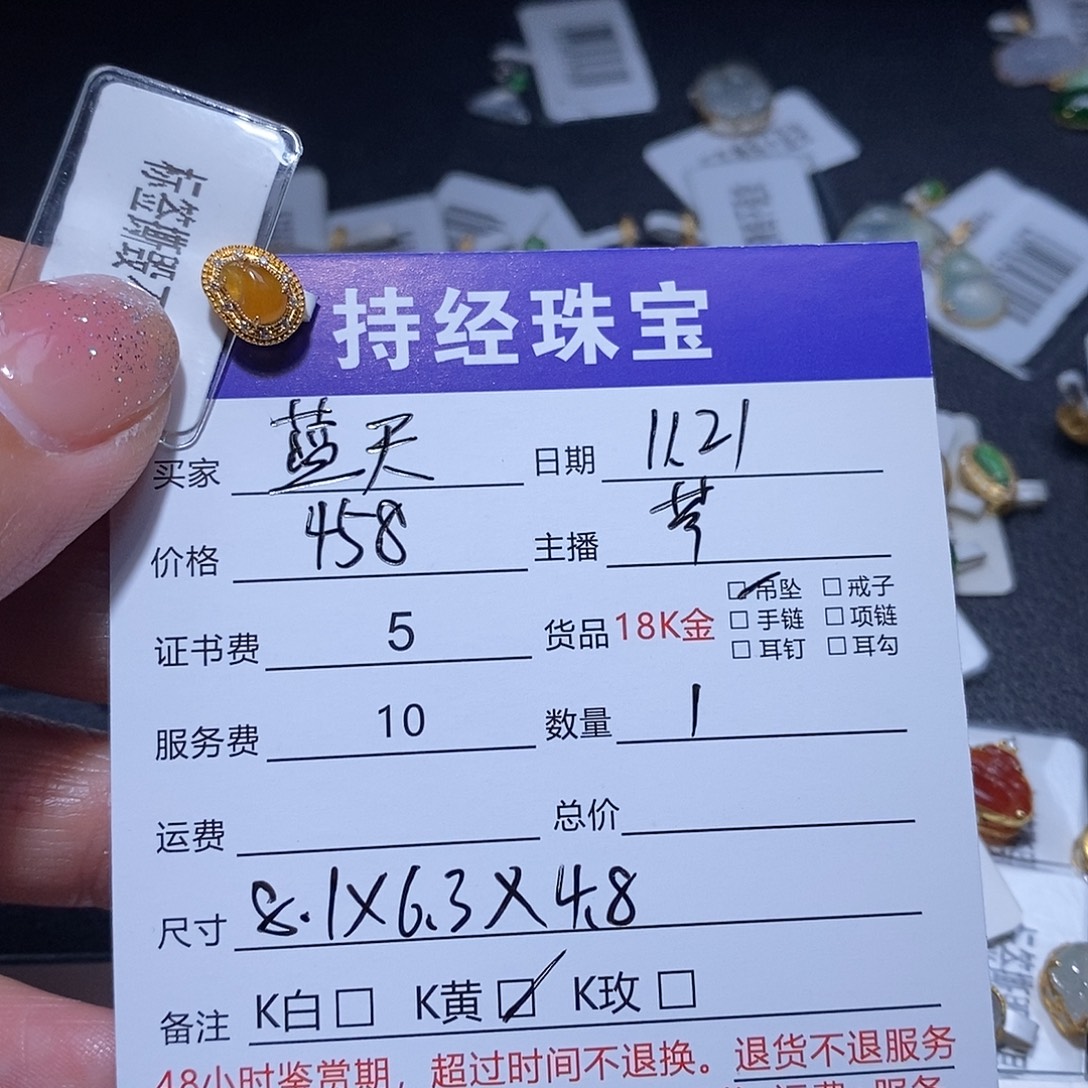 持经珠宝
买家 蓝天 日期 11.21
价格 458 主播 芊
证书费 5 货品 18K金 ☑吊坠 □戒子
□手链 □项链
□耳钉 □耳勾
服务费 10 数量 1
运费 总价
尺寸 8.1X6.3X4.8
备注 K白□ K黄☑ K玫□
48小时鉴赏期，超过时间不退换。退货不退服务